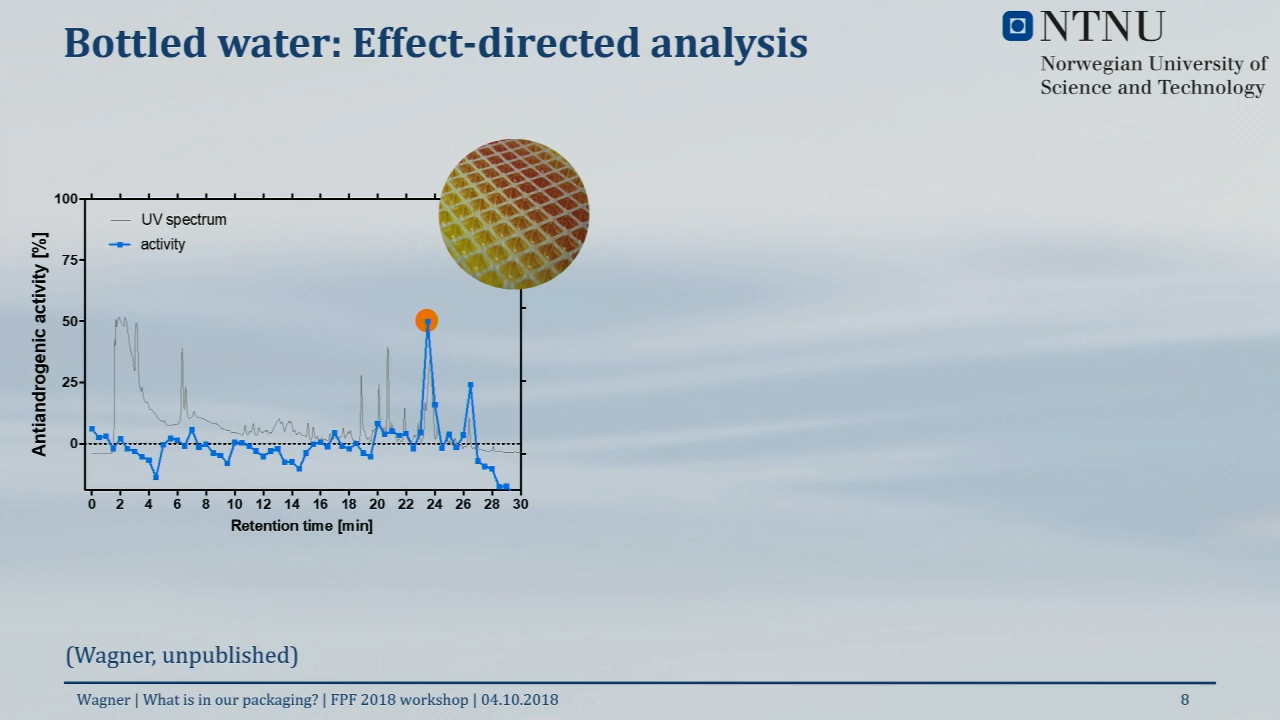 Bottled water: Effect-directed analysis
NTNU
Norwegian University of
Science and Technology
100
75
50
25
0
Antiandrogenic activity [%]
UV spectrum
activity
0 2 4 6 8 10 12 14 16 18 20 22 24 26 28 30
Retention time [min]
(Wagner, unpublished)
Wagner | What is in our packaging? | FPF 2018 workshop | 04.10.2018
8